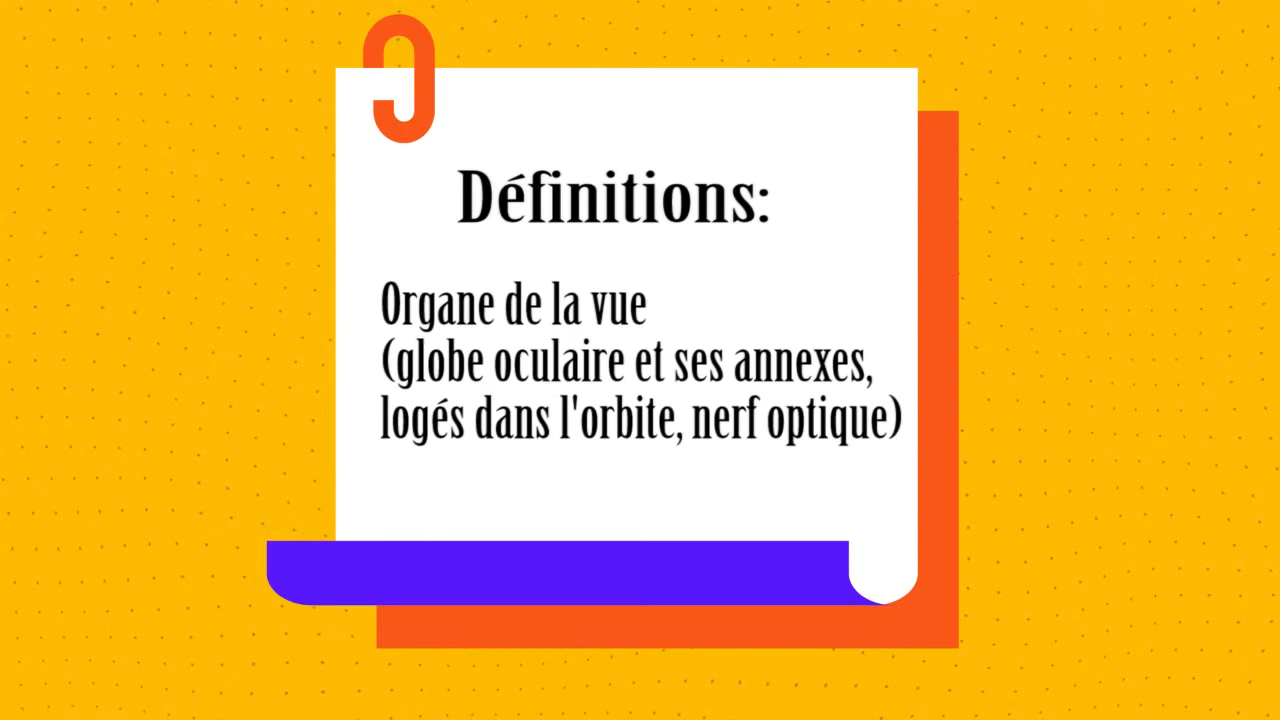 Définitions:
Organe de la vue
(globe oculaire et ses annexes,
logés dans l'orbite, nerf optique)